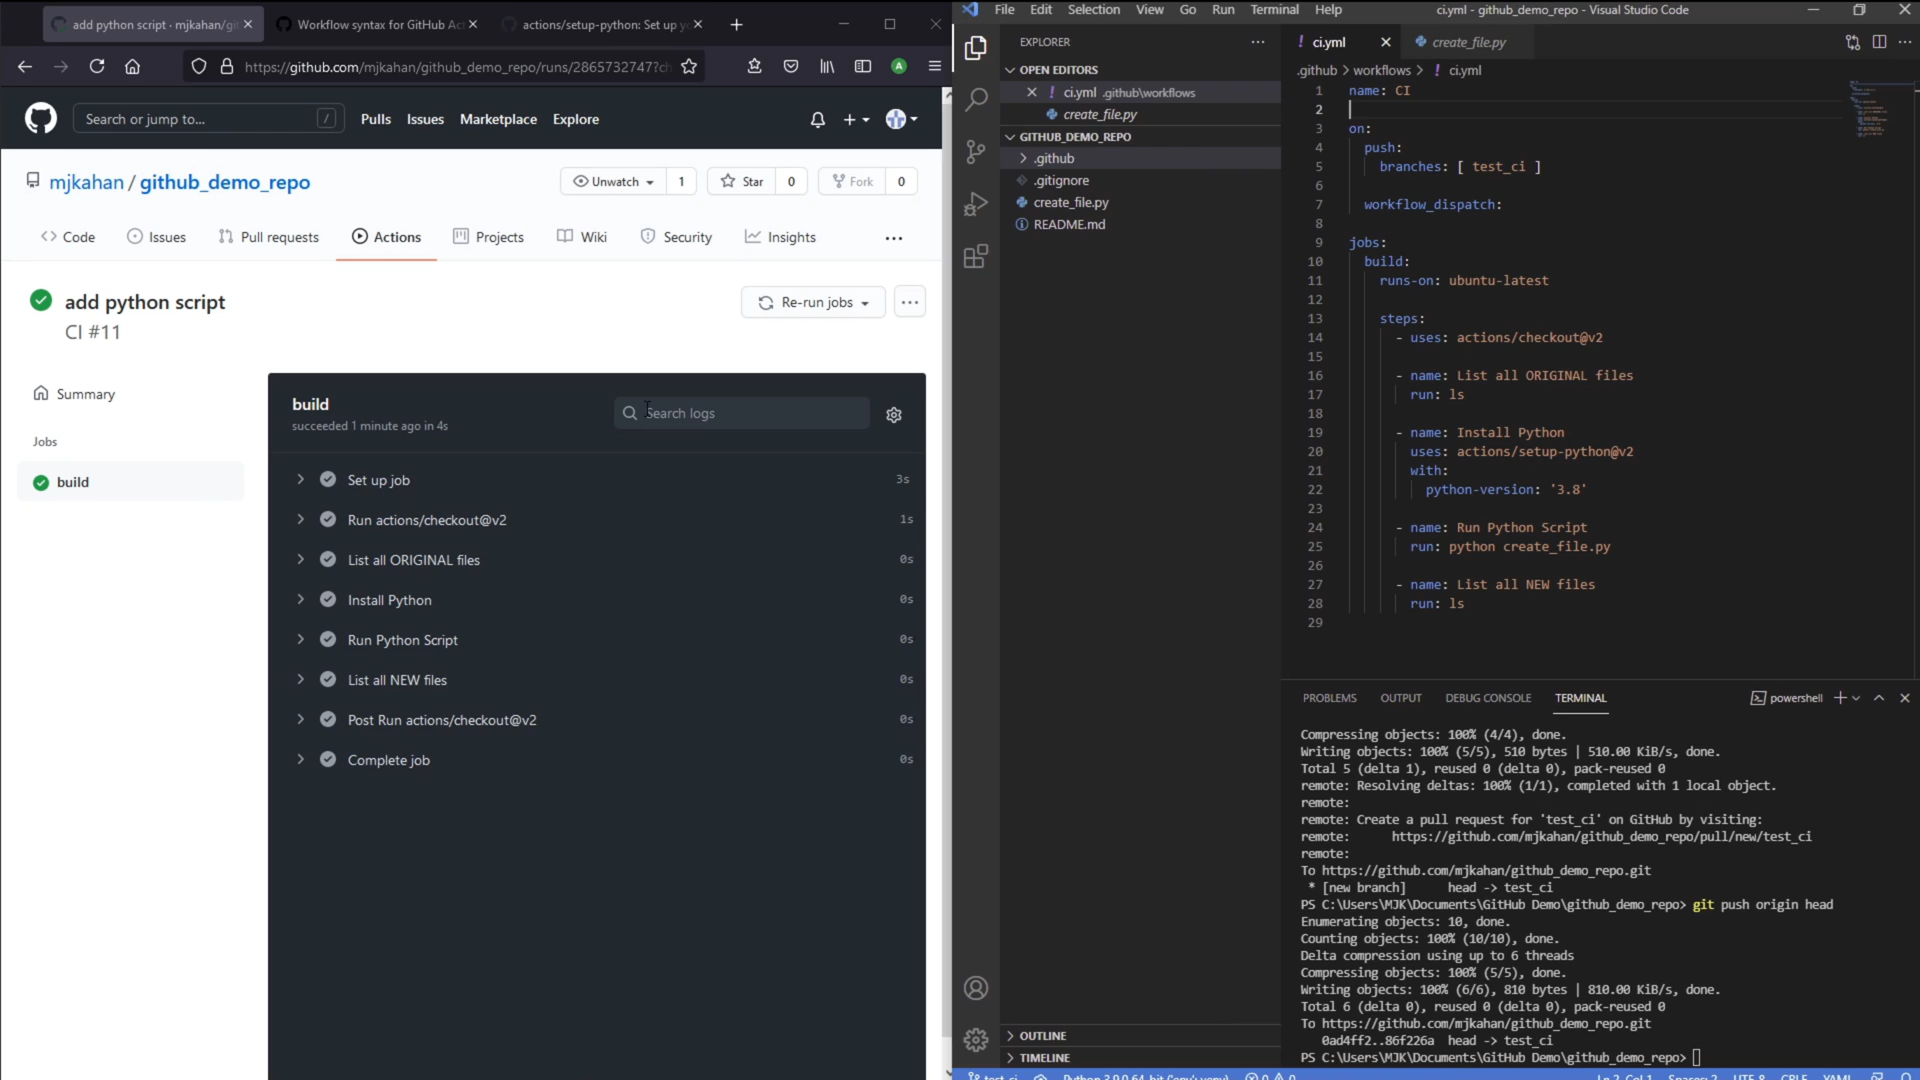 add python script · mjkahan/gi
Workflow syntax for GitHub Ac
actions/setup-python: Set up y
https://github.com/mjkahan/github_demo_repo/runs/2865732747?ch
A
Search or jump to...
/
Pulls
Issues
Marketplace
Explore
mjkahan / github_demo_repo
Unwatch
1
Star
0
Fork
0
Code
Issues
Pull requests
Actions
Projects
Wiki
Security
Insights
add python script
CI #11
Re-run jobs
Summary
Jobs
build
build
succeeded 1 minute ago in 4s
Search logs
Set up job 3s
Run actions/checkout@v2 1s
List all ORIGINAL files 0s
Install Python 0s
Run Python Script 0s
List all NEW files 0s
Post Run actions/checkout@v2 0s
Complete job 0s
File Edit Selection View Go Run Terminal Help
ci.yml - github_demo_repo - Visual Studio Code
EXPLORER
OPEN EDITORS
! ci.yml .github\workflows
create_file.py
GITHUB_DEMO_REPO
.github
.gitignore
create_file.py
README.md
OUTLINE
TIMELINE
! ci.yml
create_file.py
.github > workflows > ! ci.yml
1 name: CI
2
3 on:
4 push:
5 branches: [ test_ci ]
6
7 workflow_dispatch:
8
9 jobs:
10 build:
11 runs-on: ubuntu-latest
12
13 steps:
14 - uses: actions/checkout@v2
15
16 - name: List all ORIGINAL files
17 run: ls
18
19 - name: Install Python
20 uses: actions/setup-python@v2
21 with:
22 python-version: '3.8'
23
24 - name: Run Python Script
25 run: python create_file.py
26
27 - name: List all NEW files
28 run: ls
29
PROBLEMS OUTPUT DEBUG CONSOLE TERMINAL
powershell
Compressing objects: 100% (4/4), done.
Writing objects: 100% (5/5), 510 bytes | 510.00 KiB/s, done.
Total 5 (delta 1), reused 0 (delta 0), pack-reused 0
remote: Resolving deltas: 100% (1/1), completed with 1 local object.
remote:
remote: Create a pull request for 'test_ci' on GitHub by visiting:
remote: https://github.com/mjkahan/github_demo_repo/pull/new/test_ci
remote:
To https://github.com/mjkahan/github_demo_repo.git
* [new branch] head -> test_ci
PS C:\Users\MJK\Documents\GitHub Demo\github_demo_repo> git push origin head
Enumerating objects: 10, done.
Counting objects: 100% (10/10), done.
Delta compression using up to 6 threads
Compressing objects: 100% (5/5), done.
Writing objects: 100% (6/6), 810 bytes | 810.00 KiB/s, done.
Total 6 (delta 0), reused 0 (delta 0), pack-reused 0
To https://github.com/mjkahan/github_demo_repo.git
0ad4ff2..86f226a head -> test_ci
PS C:\Users\MJK\Documents\GitHub Demo\github_demo_repo>